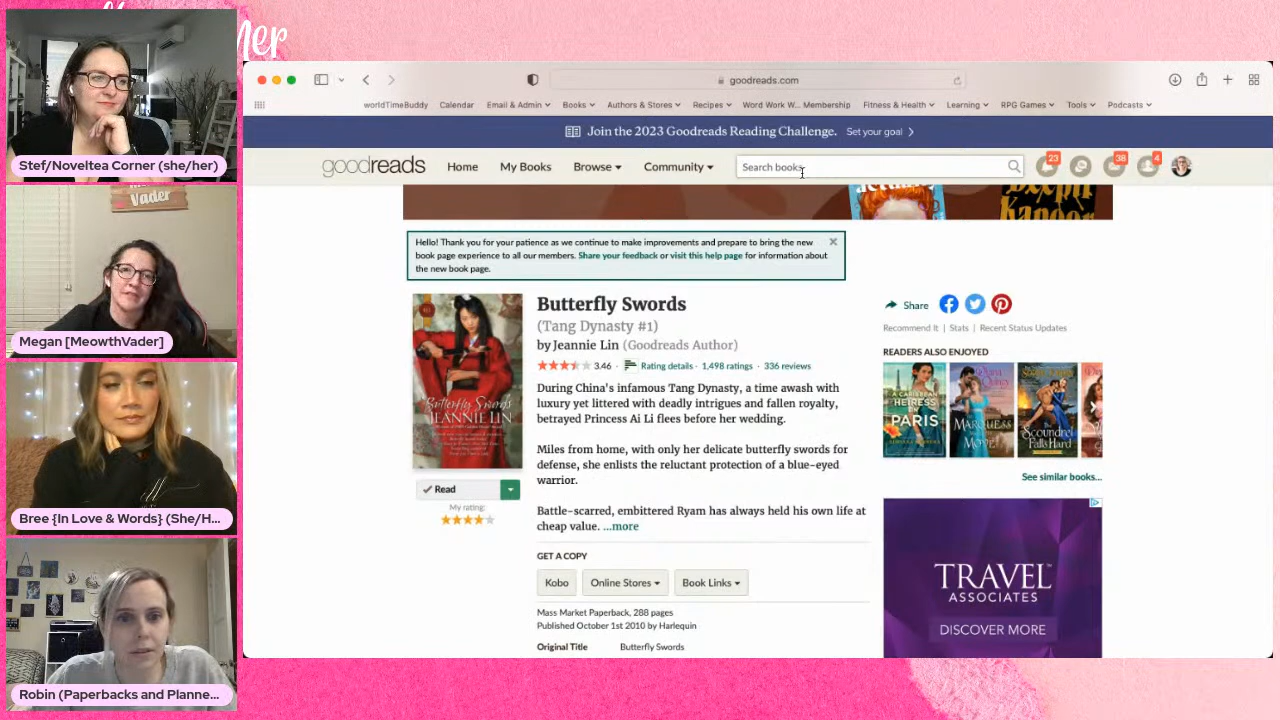 Mer
Stef/Noveltea Corner (she/her)
Vader
Megan [MeowthVader]
Bree {In Love & Words} (She/H...
Robin (Paperbacks and Planne...
goodreads.com
worldTimeBuddy Calendar Email & Admin Books Authors & Stores Recipes Word Work W... Membership Fitness & Health Learning RPG Games Tools Podcasts
Join the 2023 Goodreads Reading Challenge. Set your goal
goodreads Home My Books Browse Community Search books 23 38 4
kapoor
Hello! Thank you for your patience as we continue to make improvements and prepare to bring the new
book page experience to all our members. Share your feedback or visit this help page for information
about the new book page.
Butterfly Swords
(Tang Dynasty #1)
by Jeannie Lin (Goodreads Author)
3.46 · Rating details · 1,498 ratings · 336 reviews
During China's infamous Tang Dynasty, a time awash with
luxury yet littered with deadly intrigues and fallen royalty,
betrayed Princess Ai Li flees before her wedding.
Miles from home, with only her delicate butterfly swords for
defense, she enlists the reluctant protection of a blue-eyed
warrior.
Battle-scarred, embittered Ryam has always held his own life at
cheap value. ...more
Butterfly Swords
JEANNIE LIN
Read
My rating:
GET A COPY
Kobo Online Stores Book Links
Mass Market Paperback, 288 pages
Published October 1st 2010 by Harlequin
Original Title Butterfly Swords
Share
Recommend It | Stats | Recent Status Updates
READERS ALSO ENJOYED
A CARIBBEAN
HEIRESS
PARIS
MARQUESS
MOVE
The
Scoundrel
Falls Hard
See similar books...
TRAVEL
ASSOCIATES
DISCOVER MORE